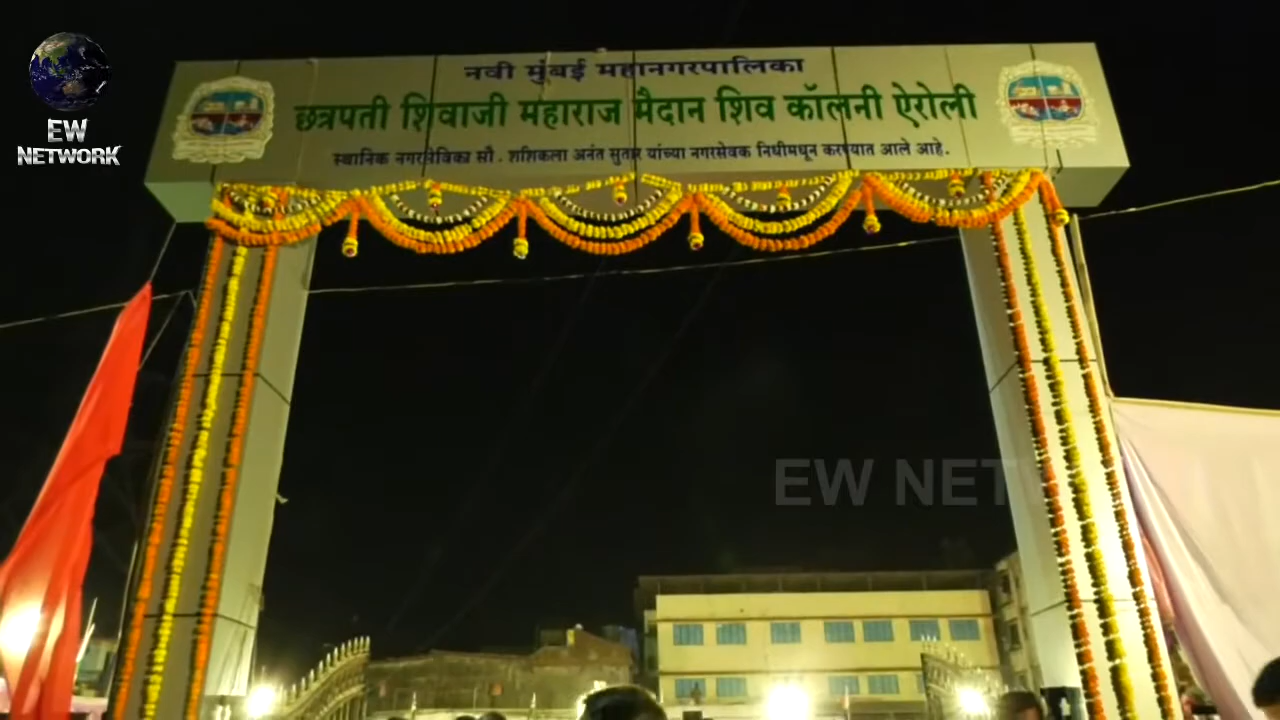 EW
NETWORK
नवी मुंबई महानगरपालिका
छत्रपती शिवाजी महाराज मैदान शिव कॉलनी ऐरोली
स्थानिक नगरसेविका सौ. शशिकला अनंत सुतार यांच्या नगरसेवक निधीमधून करण्यात आले आहे.
EW NET